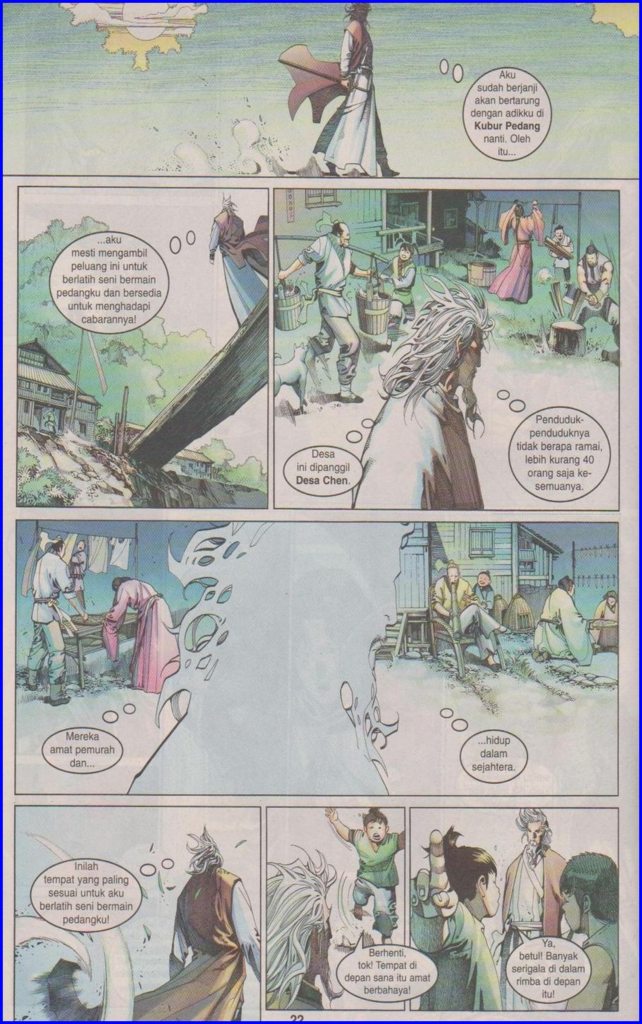 Aku
sudah berjanji
akan bertarung
dengan adikku di
Kubur Pedang
nanti. Oleh
itu...
...aku
mesti mengambil
peluang ini untuk
berlatih seni bermain
pedangku dan bersedia
untuk menghadapi
cabarannya!
Desa
ini dipanggil
Desa Chen.
Penduduk-
penduduknya
tidak berapa ramai,
lebih kurang 40
orang saja ke-
semuanya.
Mereka
amat pemurah
dan...
...hidup
dalam
sejahtera.
Inilah
tempat yang paling
sesuai untuk aku
berlatih seni bermain
pedangku!
Berhenti,
tok! Tempat di
depan sana itu amat
berbahaya!
Ya,
betul! Banyak
serigala di dalam
rimba di depan
itu!
22